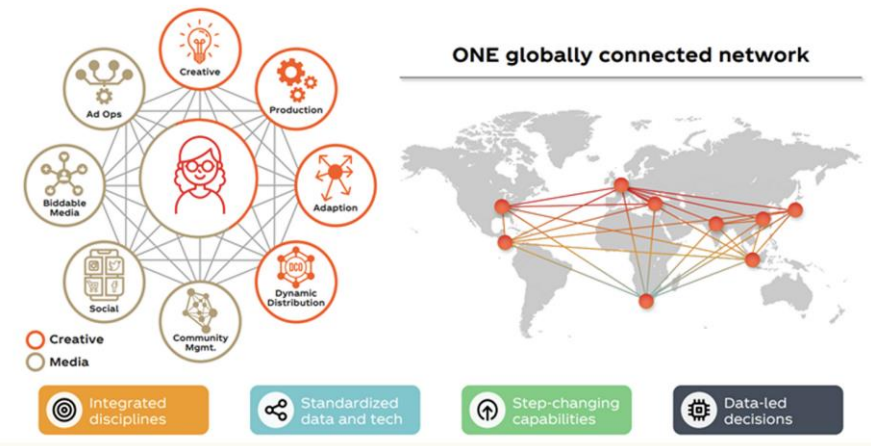 ONE globally connected network
Creative
Production
Adaption
DCO
Dynamic
Distribution
Community
Mgmt.
Social
Biddable
Media
Ad Ops
Creative
Media
Integrated
disciplines
Standardized
data and tech
Step-changing
capabilities
Data-led
decisions